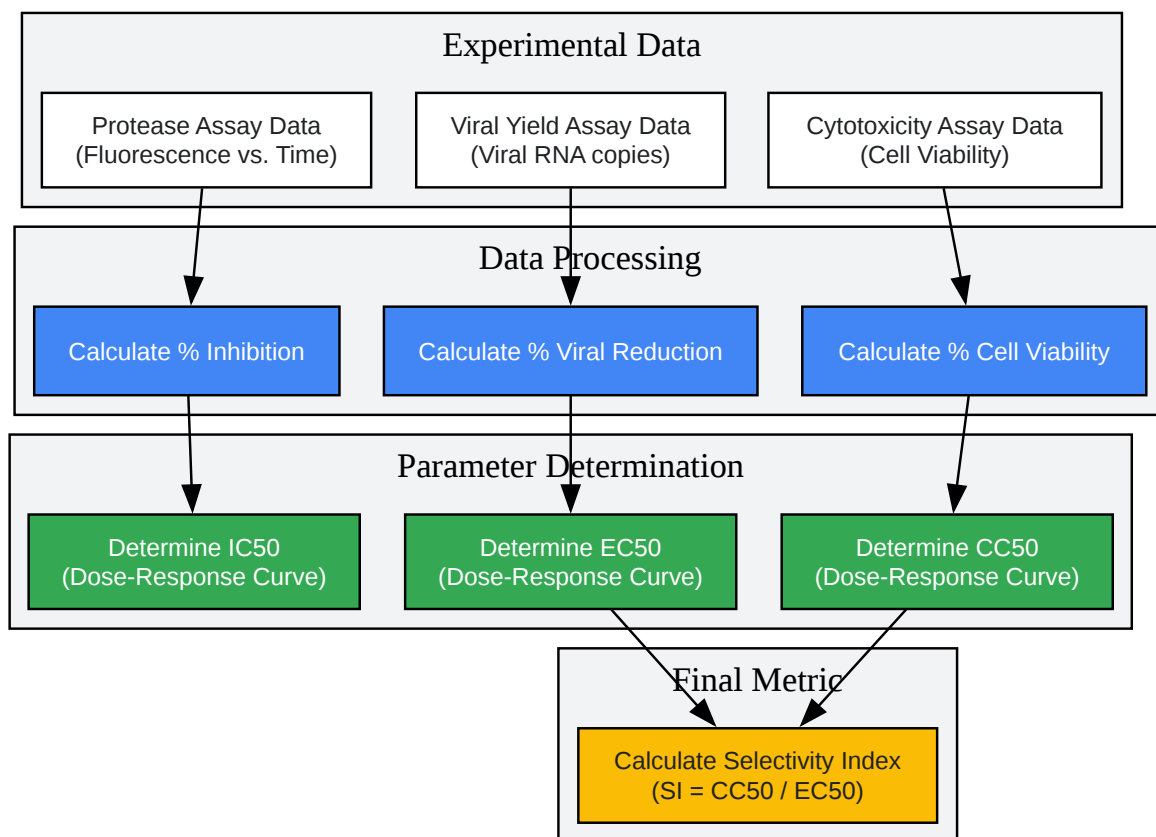 Experimental Data
Protease Assay Data
(Fluorescence vs. Time)
Viral Yield Assay Data
(Viral RNA copies)
Cytotoxicity Assay Data
(Cell Viability)
Data Processing
Calculate % Inhibition
Calculate % Viral Reduction
Calculate % Cell Viability
Parameter Determination
Determine IC50
(Dose-Response Curve)
Determine EC50
(Dose-Response Curve)
Determine CC50
(Dose-Response Curve)
Final Metric
Calculate Selectivity Index
(SI = CC50 / EC50)